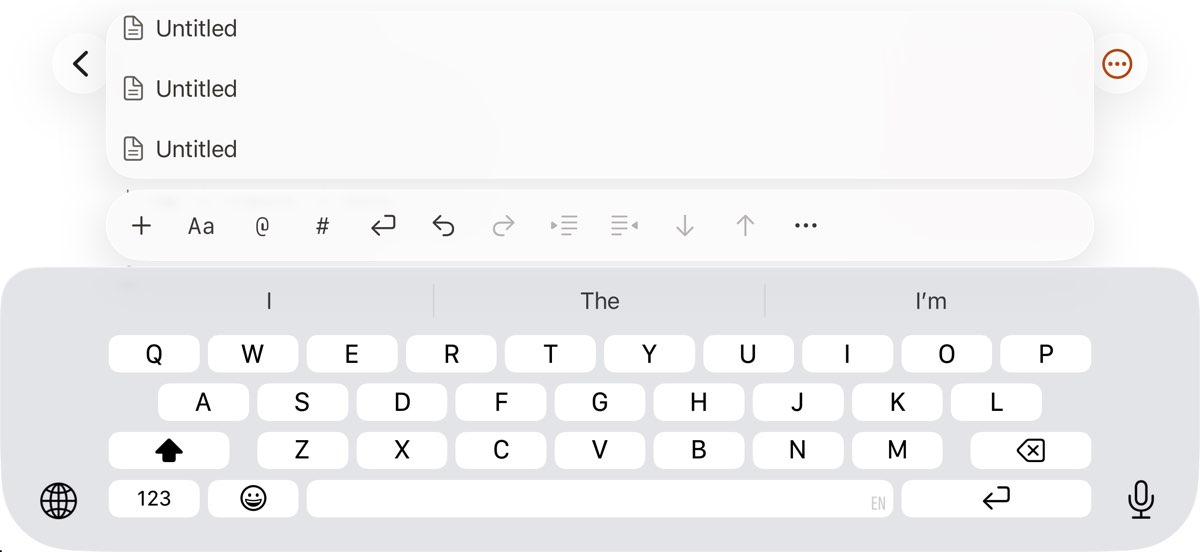 Untitled
Untitled
Untitled
Aa @ #
I The I’m
Q W E R T Y U I O P
A S D F G H J K L
Z X C V B N M
123 EN